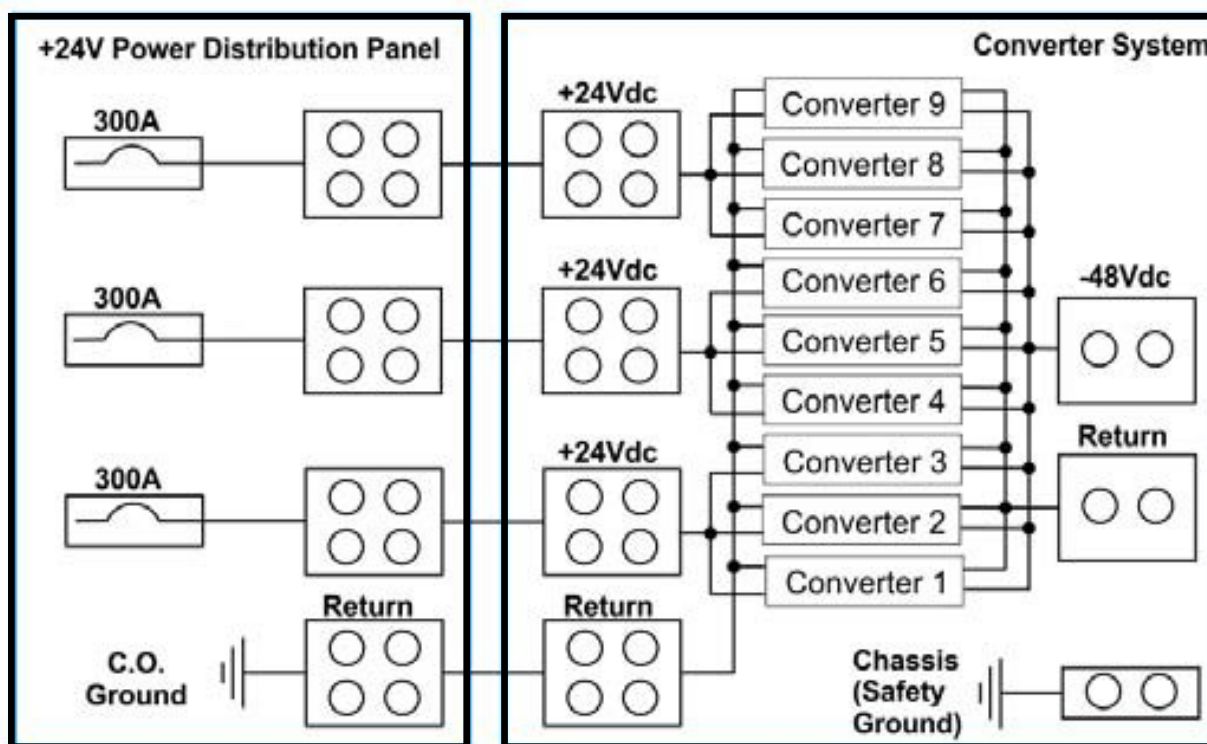 +24V Power Distribution Panel
300A
300A
300A
Return
C.O.
Ground
Converter System
+24Vdc
+24Vdc
+24Vdc
Return
Converter 9
Converter 8
Converter 7
Converter 6
Converter 5
Converter 4
Converter 3
Converter 2
Converter 1
-48Vdc
Return
Chassis
(Safety
Ground)